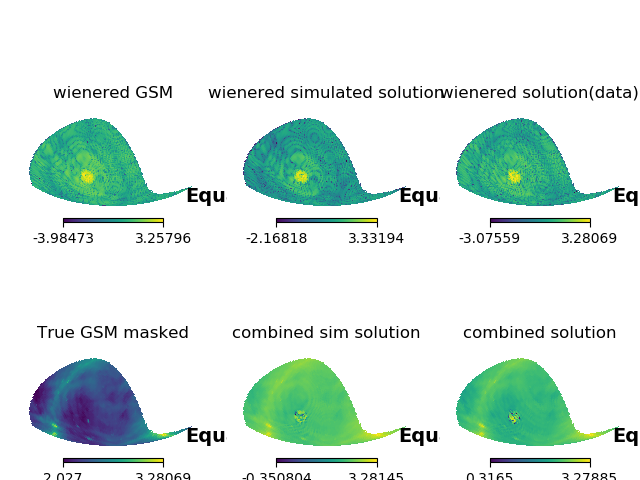 wienered GSM
wienered simulated solution
wienered solution(data)
Equ
Equ
Eq
-3.98473 3.25796
-2.16818 3.33194
-3.07559 3.28069
True GSM masked
combined sim solution
combined solution
Equ
Equ
Eq
2.027 3.28069
-0.350804 3.28145
0.3165 3.27885